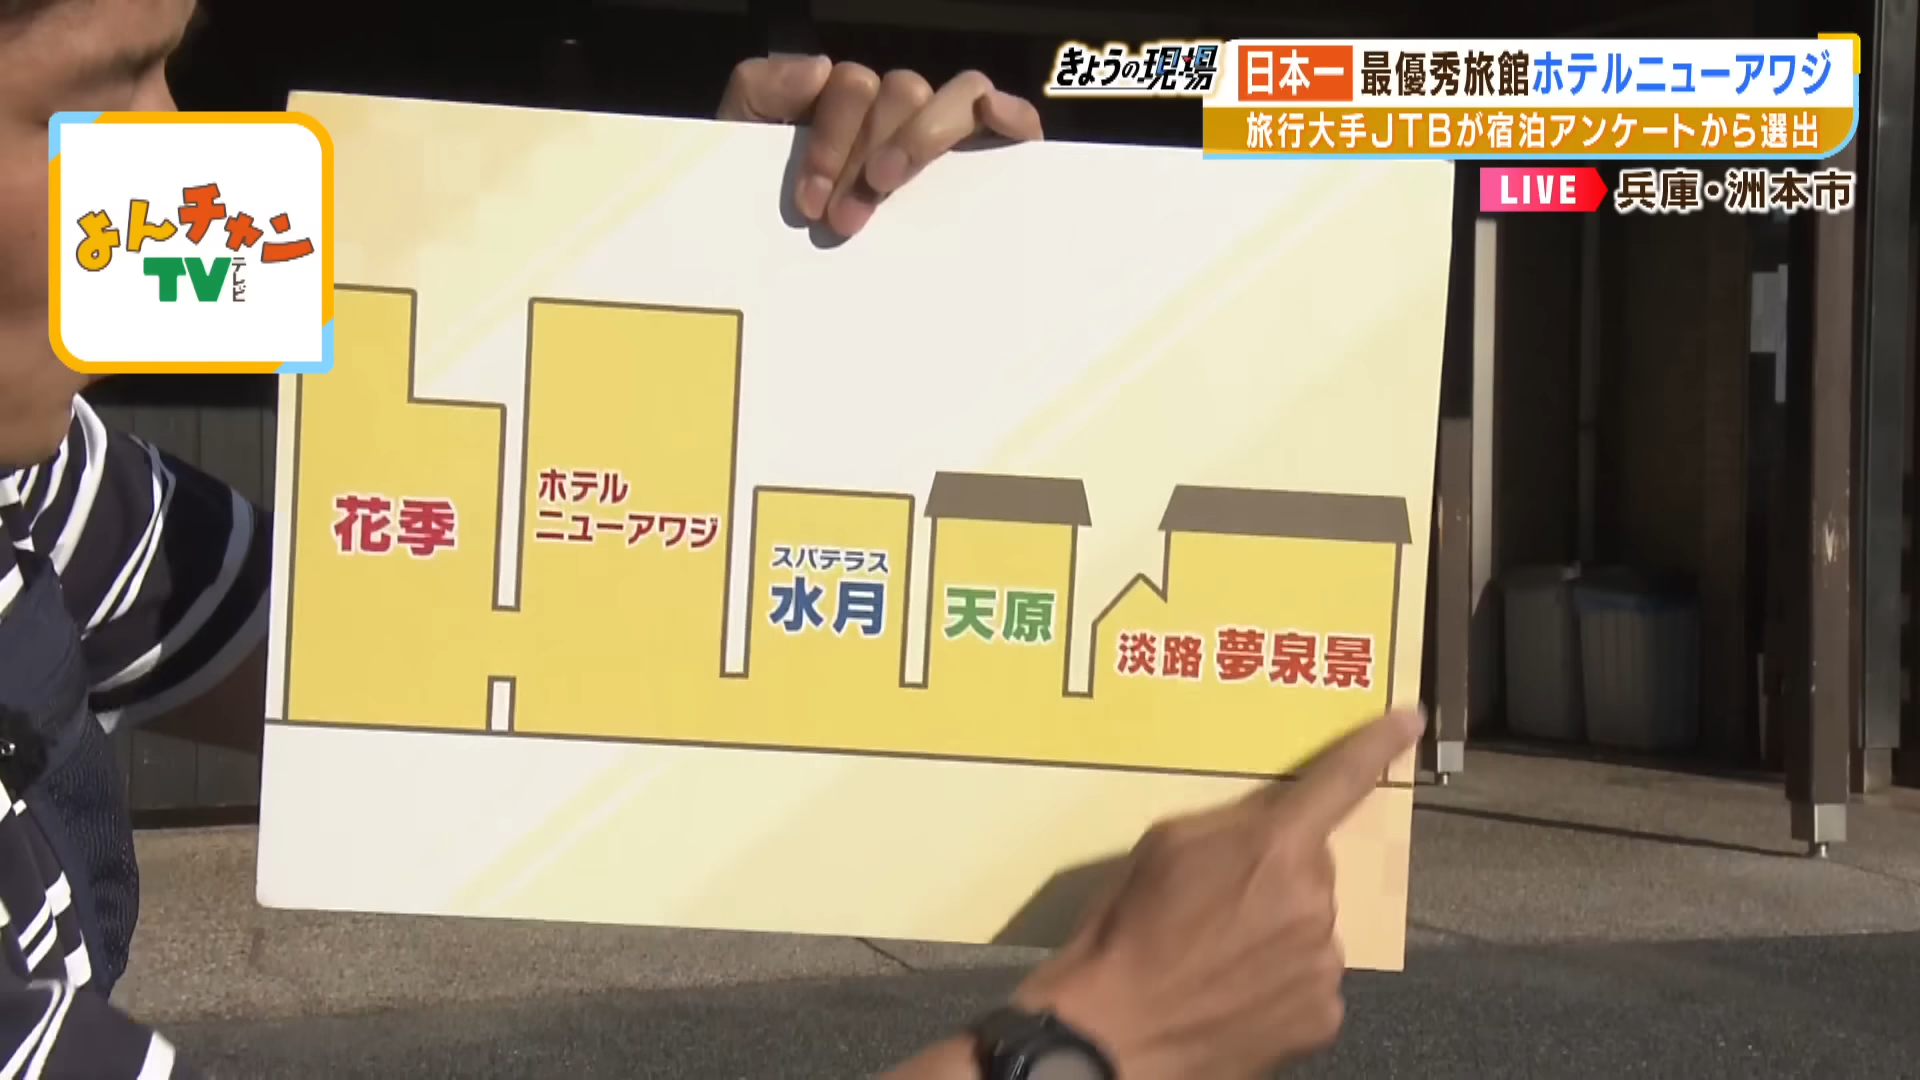 きょうの現場
日本一 最優秀旅館ホテルニューアワジ
旅行大手JTBが宿泊アンケートから選出
LIVE 兵庫・洲本市
よんチャン
TV テレビ
花季
ホテル
ニューアワジ
スパテラス
水月
天原
淡路 夢泉景